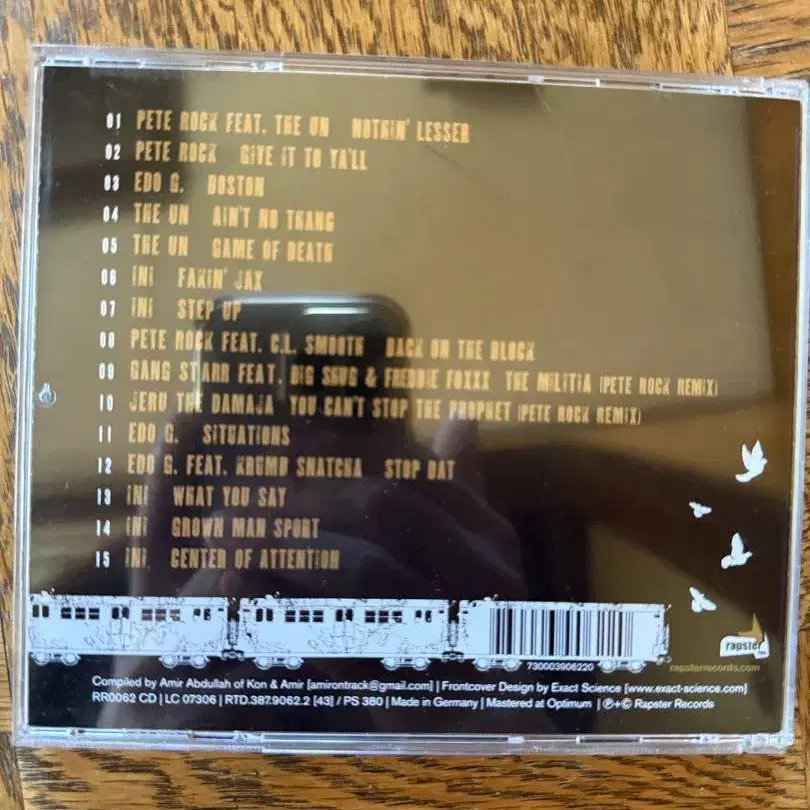 01 PETE ROCK FEAT. THE UN NOTHIN' LESSER
02 PETE ROCK GIVE IT TO YA'LL
03 EDO G. BOSTON
04 THE UN AIN'T NO THANG
05 THE UN GAME OF DEATH
06 INI FAKIN' JAX
07 INI STEP UP
08 PETE ROCK FEAT. C.L. SMOOTH BACK ON THE BLOCK
09 GANG STARR FEAT. BIG SHUG & FREDDIE FOXXX THE MILITIA (PETE ROCK REMIX)
10 JERU THE DAMAJA YOU CAN'T STOP THE PROPHET (PETE ROCK REMIX)
11 EDO G. SITUATIONS
12 EDO G. FEAT. KRUMB SNATCHA STOP DAT
13 INI WHAT YOU SAY
14 INI GROWN MAN SPORT
15 INI CENTER OF ATTENTION
730003906220
rapster
rapsterrecords.com
Compiled by Amir Abdullah of Kon & Amir [amirontrack@gmail.com] | Frontcover Design by Exact Science [www.exact-science.com]
RR0062 CD | LC 07306 | RTD.387.9062.2 [43] / PS 380 | Made in Germany | Mastered at Optimum | ℗+© Rapster Records